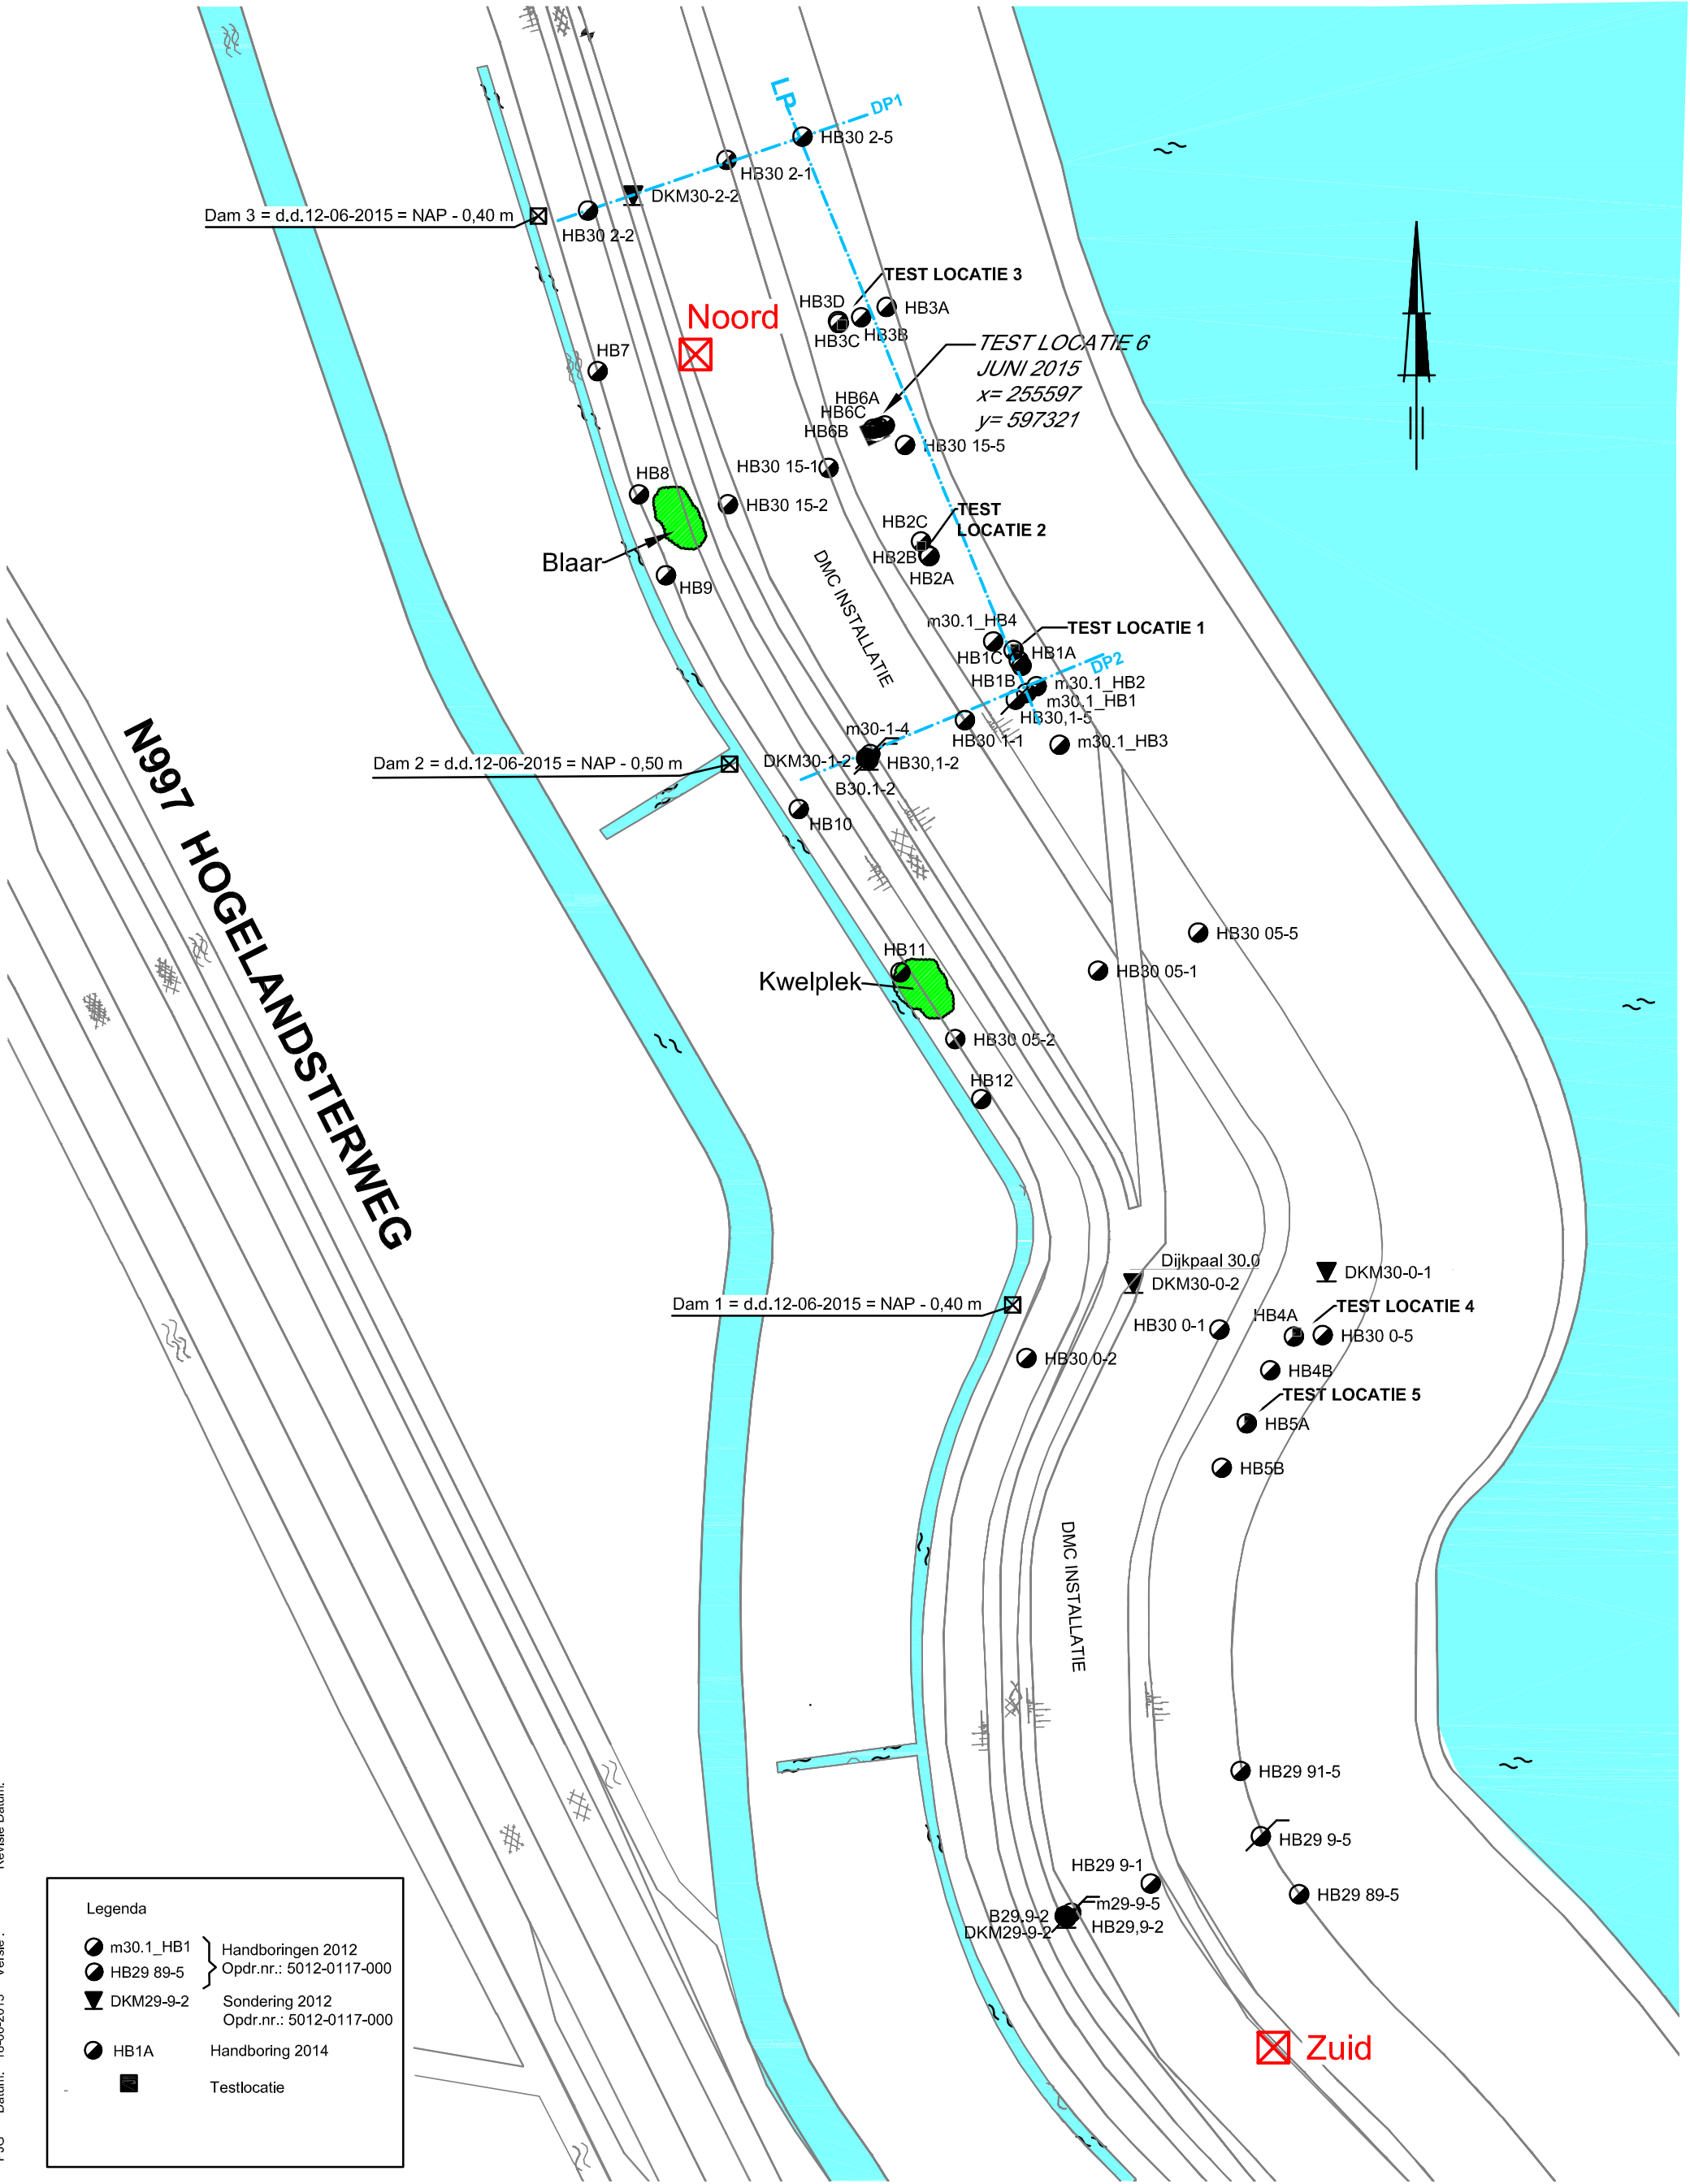 LP
DP1
HB30 2-5
HB30 2-1
DKM30-2-2
Dam 3 = d.d.12-06-2015 = NAP - 0,40 m
HB30 2-2
TEST LOCATIE 3
HB3D
HB3A
HB3C
HB3B
Noord
TEST LOCATIE 6
JUNI 2015
x= 255597
y= 597321
HB7
HB6A
HB6C
HB6B
HB30 15-5
HB30 15-1
HB8
HB30 15-2
HB2C
TEST
LOCATIE 2
HB2B
HB2A
Blaar
HB9
DMC INSTALLATIE
m30.1_HB4
TEST LOCATIE 1
HB1C
HB1A
DP2
HB1B
m30.1_HB2
m30.1_HB1
HB30,1-5
m30-1-4
HB30 1-1
m30.1_HB3
Dam 2 = d.d.12-06-2015 = NAP - 0,50 m
DKM30-1-2
HB30,1-2
B30.1-2
HB10
N997 HOGELANDSTERWEG
HB30 05-5
HB11
HB30 05-1
Kwelplek
HB30 05-2
HB12
Dijkpaal 30.0
DKM30-0-2
DKM30-0-1
Dam 1 = d.d.12-06-2015 = NAP - 0,40 m
TEST LOCATIE 4
HB4A
HB30 0-1
HB30 0-5
HB30 0-2
HB4B
TEST LOCATIE 5
HB5A
HB5B
DMC INSTALLATIE
HB29 91-5
HB29 9-5
HB29 9-1
HB29 89-5
m29-9-5
B29.9-2
HB29,9-2
DKM29-9-2
Zuid
Legenda
m30.1_HB1
Handboringen 2012
HB29 89-5
Opdr.nr.: 5012-0117-000
DKM29-9-2
Sondering 2012
Opdr.nr.: 5012-0117-000
HB1A
Handboring 2014
Testlocatie